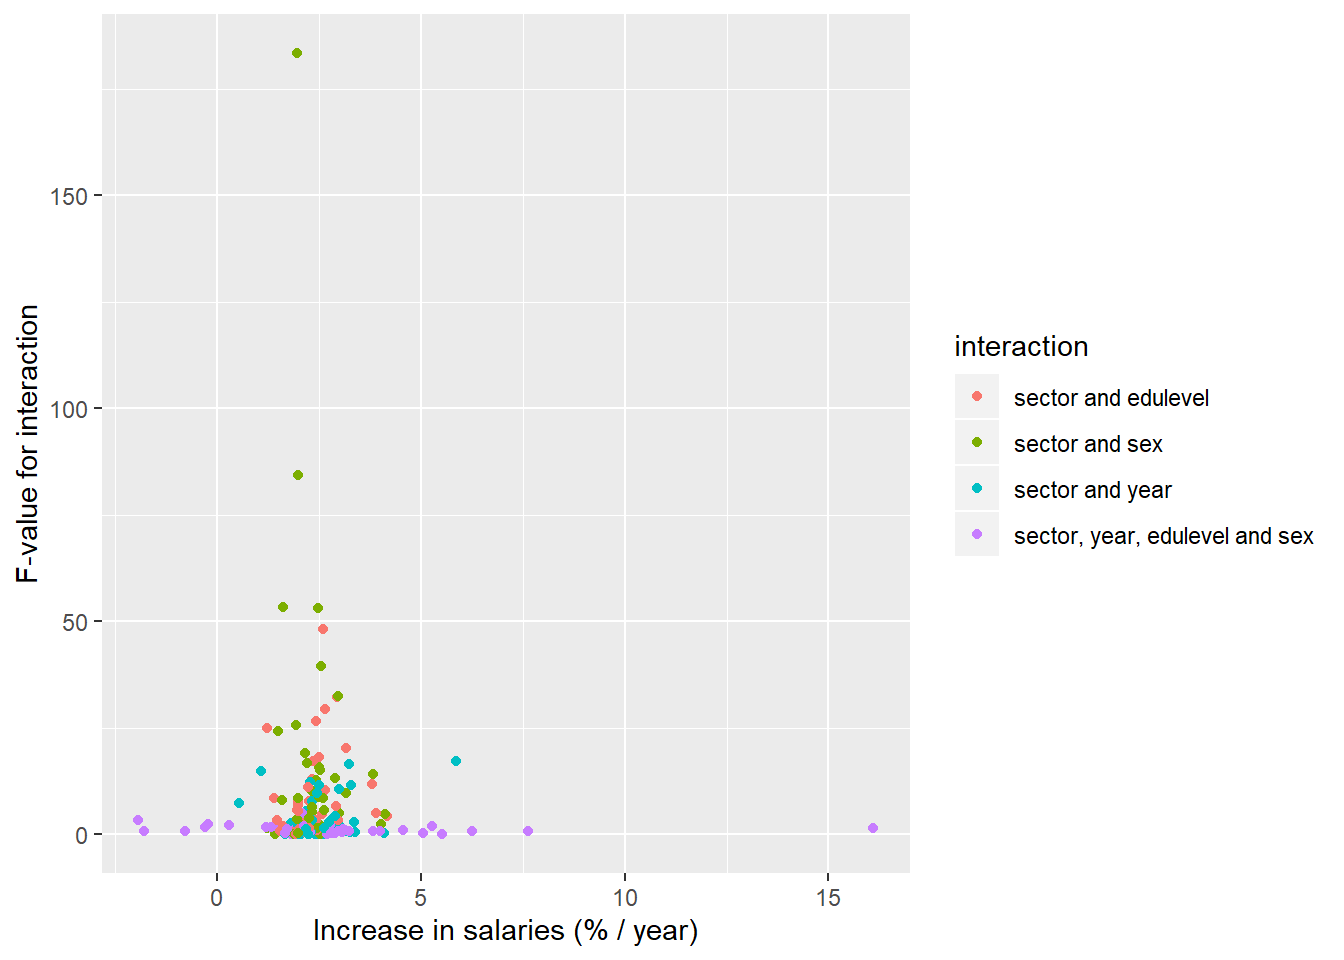 F-value for interaction
150
100
50
0
0 5 10 15
Increase in salaries (% / year)
interaction
sector and edulevel
sector and sex
sector and year
sector, year, edulevel and sex